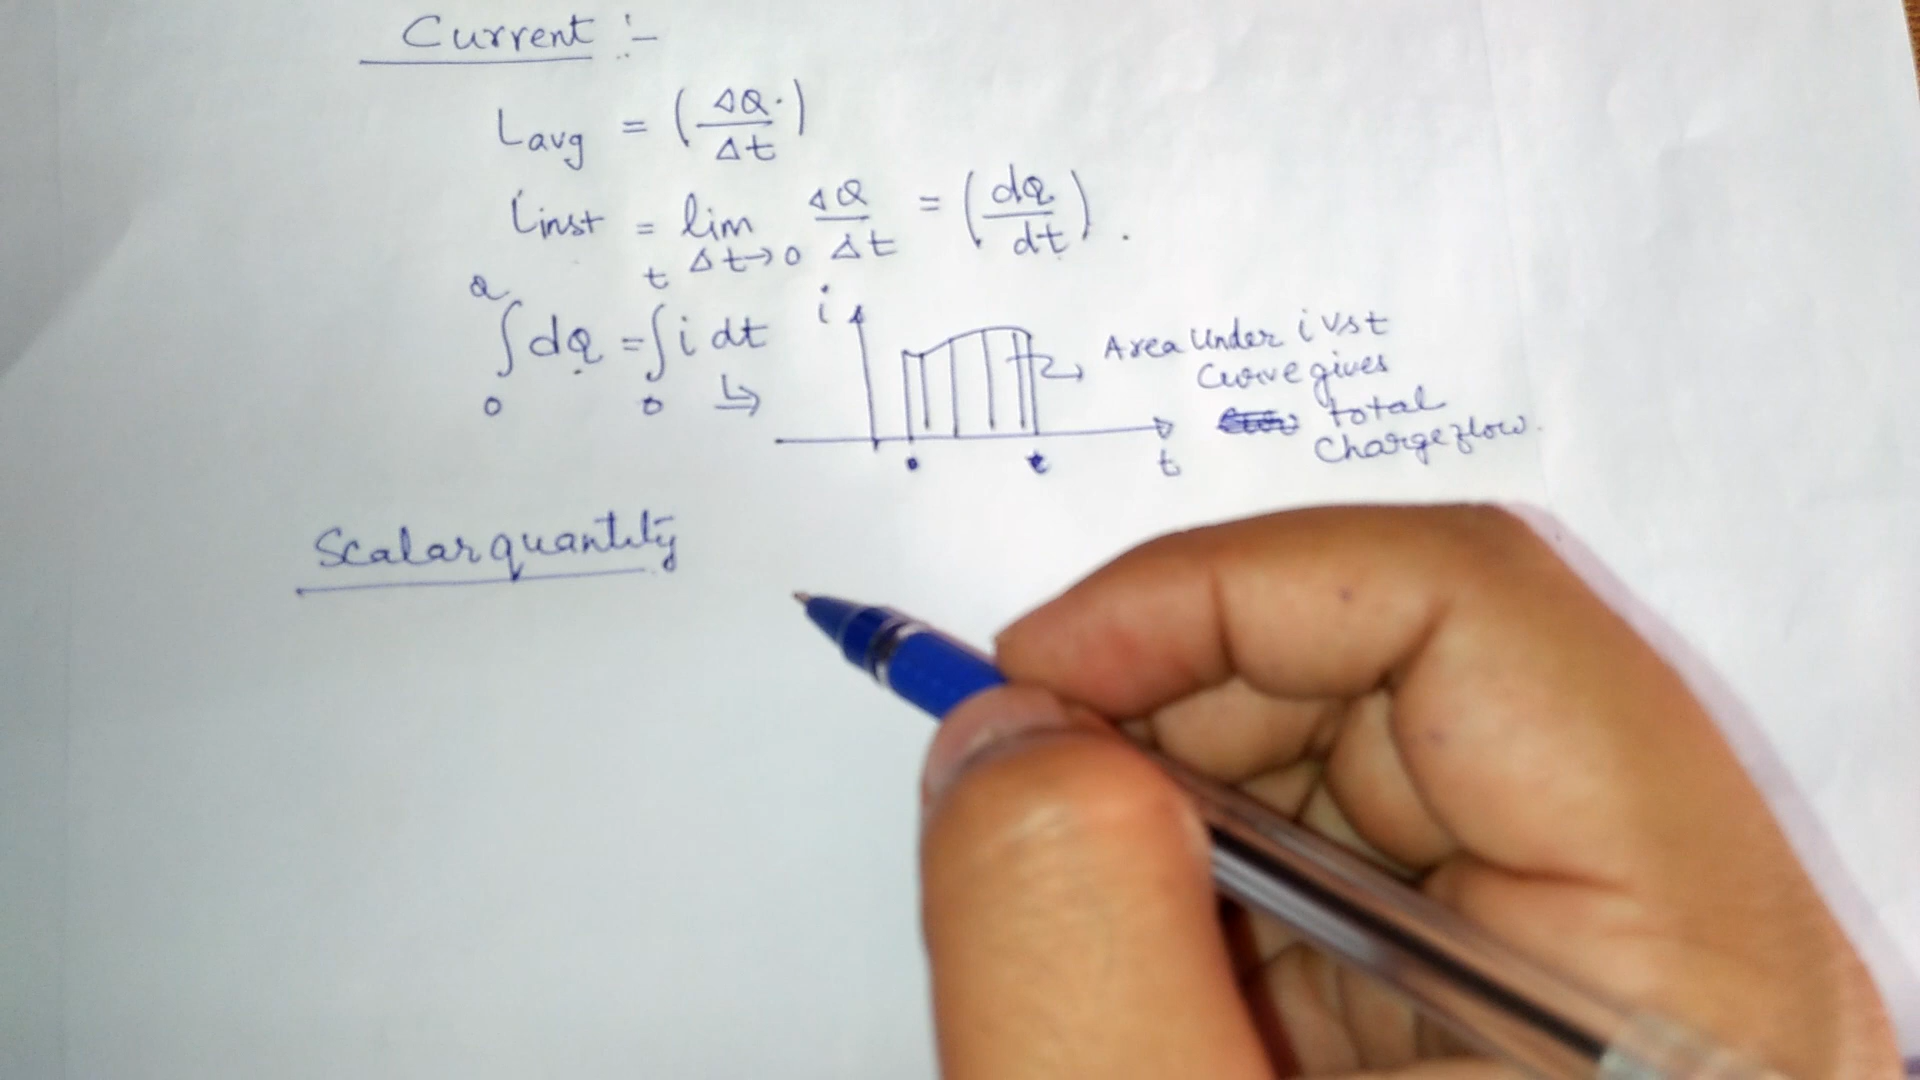 Current :-
iavg = (ΔQ/Δt)
iinst = lim Δt→0 ΔQ/Δt = (dQ/dt).
∫₀^Q dQ = ∫₀^t i dt
i
Area Under i vs t
Curve gives
total
Charge flow.
0 t t
Scalar quantity